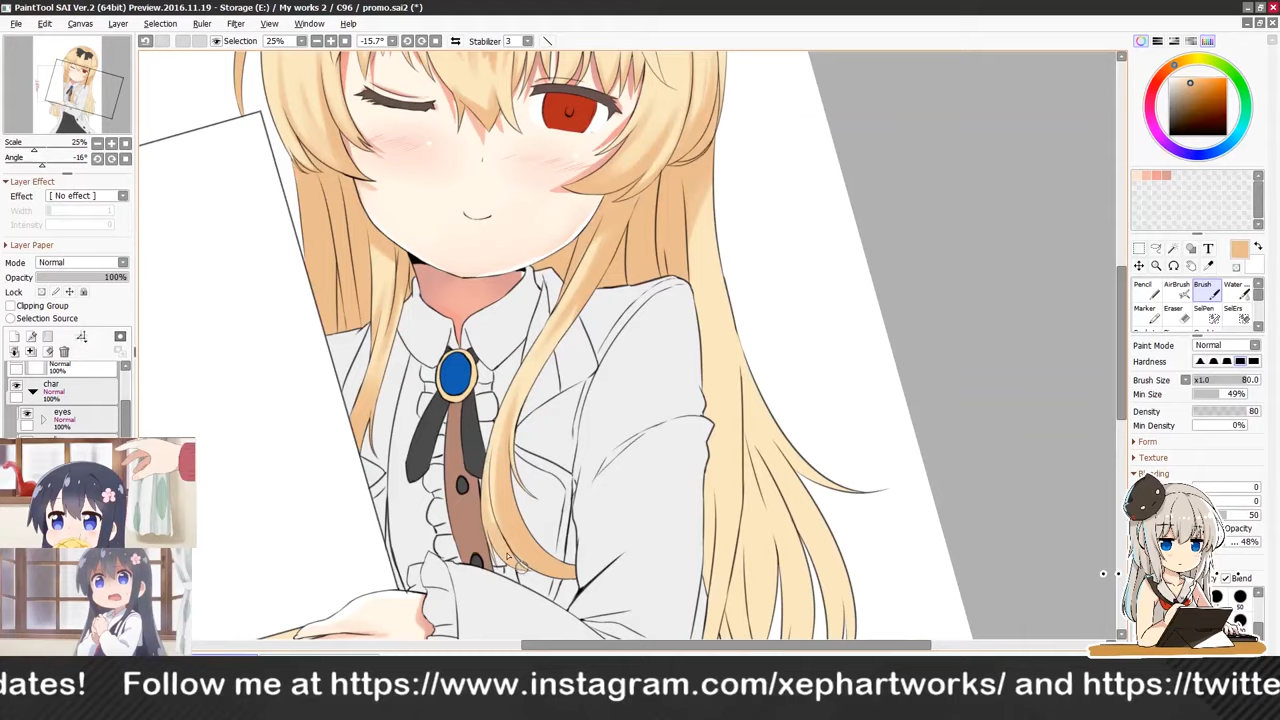 PaintTool SAI Ver.2 (64bit) Preview.2016.11.19 - Storage (E:) / My works 2 / C96 / promo.sai2 (*)
File Edit Canvas Layer Selection Ruler Filter View Window Help
Selection 25% -15.7° Stabilizer 3
Scale
25%
Angle -16°
Layer Effect
Effect [ No effect ]
Width 1
Intensity 0
Layer Paper
Mode Normal
Opacity 100%
Lock
Clipping Group
Selection Source
Normal
100%
char
Normal
100%
eyes
Normal
100%
T
Pencil AirBrush Brush Water ...
Marker Eraser SelPen SelErs
Paint Mode Normal
Hardness
Brush Size x1.0 80.0
Min Size 49%
Density 80
Min Density 0%
Form
Texture
Blending
0
0
50
Opacity
... 48%
Blend
50
dates! Follow me at https://www.instagram.com/xephartworks/ and https://twitte